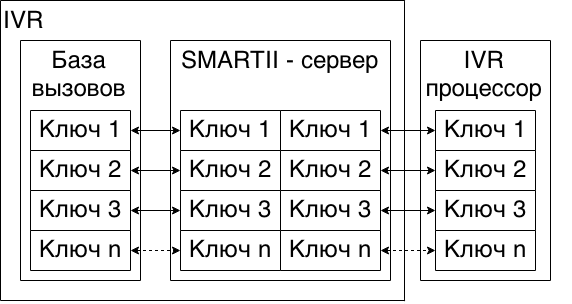 IVR
База
вызовов
Ключ 1
Ключ 2
Ключ 3
Ключ n
SMARTII - сервер
Ключ 1 Ключ 1
Ключ 2 Ключ 2
Ключ 3 Ключ 3
Ключ n Ключ n
IVR
процессор
Ключ 1
Ключ 2
Ключ 3
Ключ n